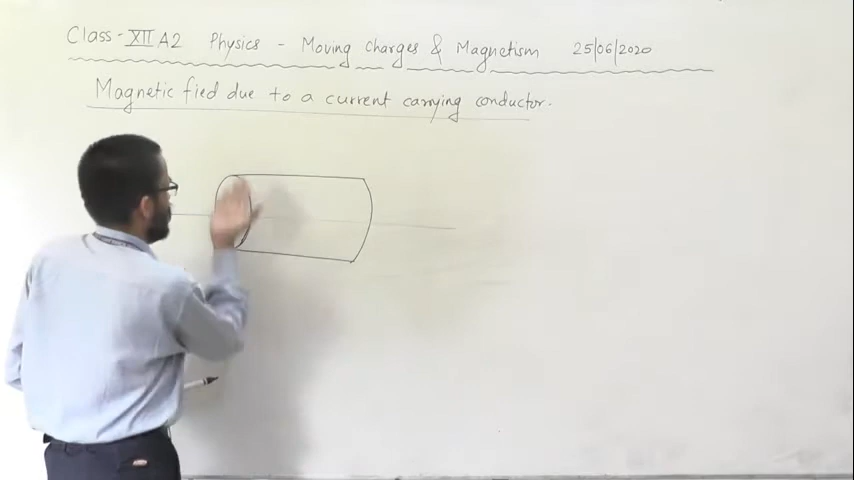 Class - XII A2 Physics - Moving Charges & Magnetism 25/06/2020
Magnetic fied due to a current carrying conductor.